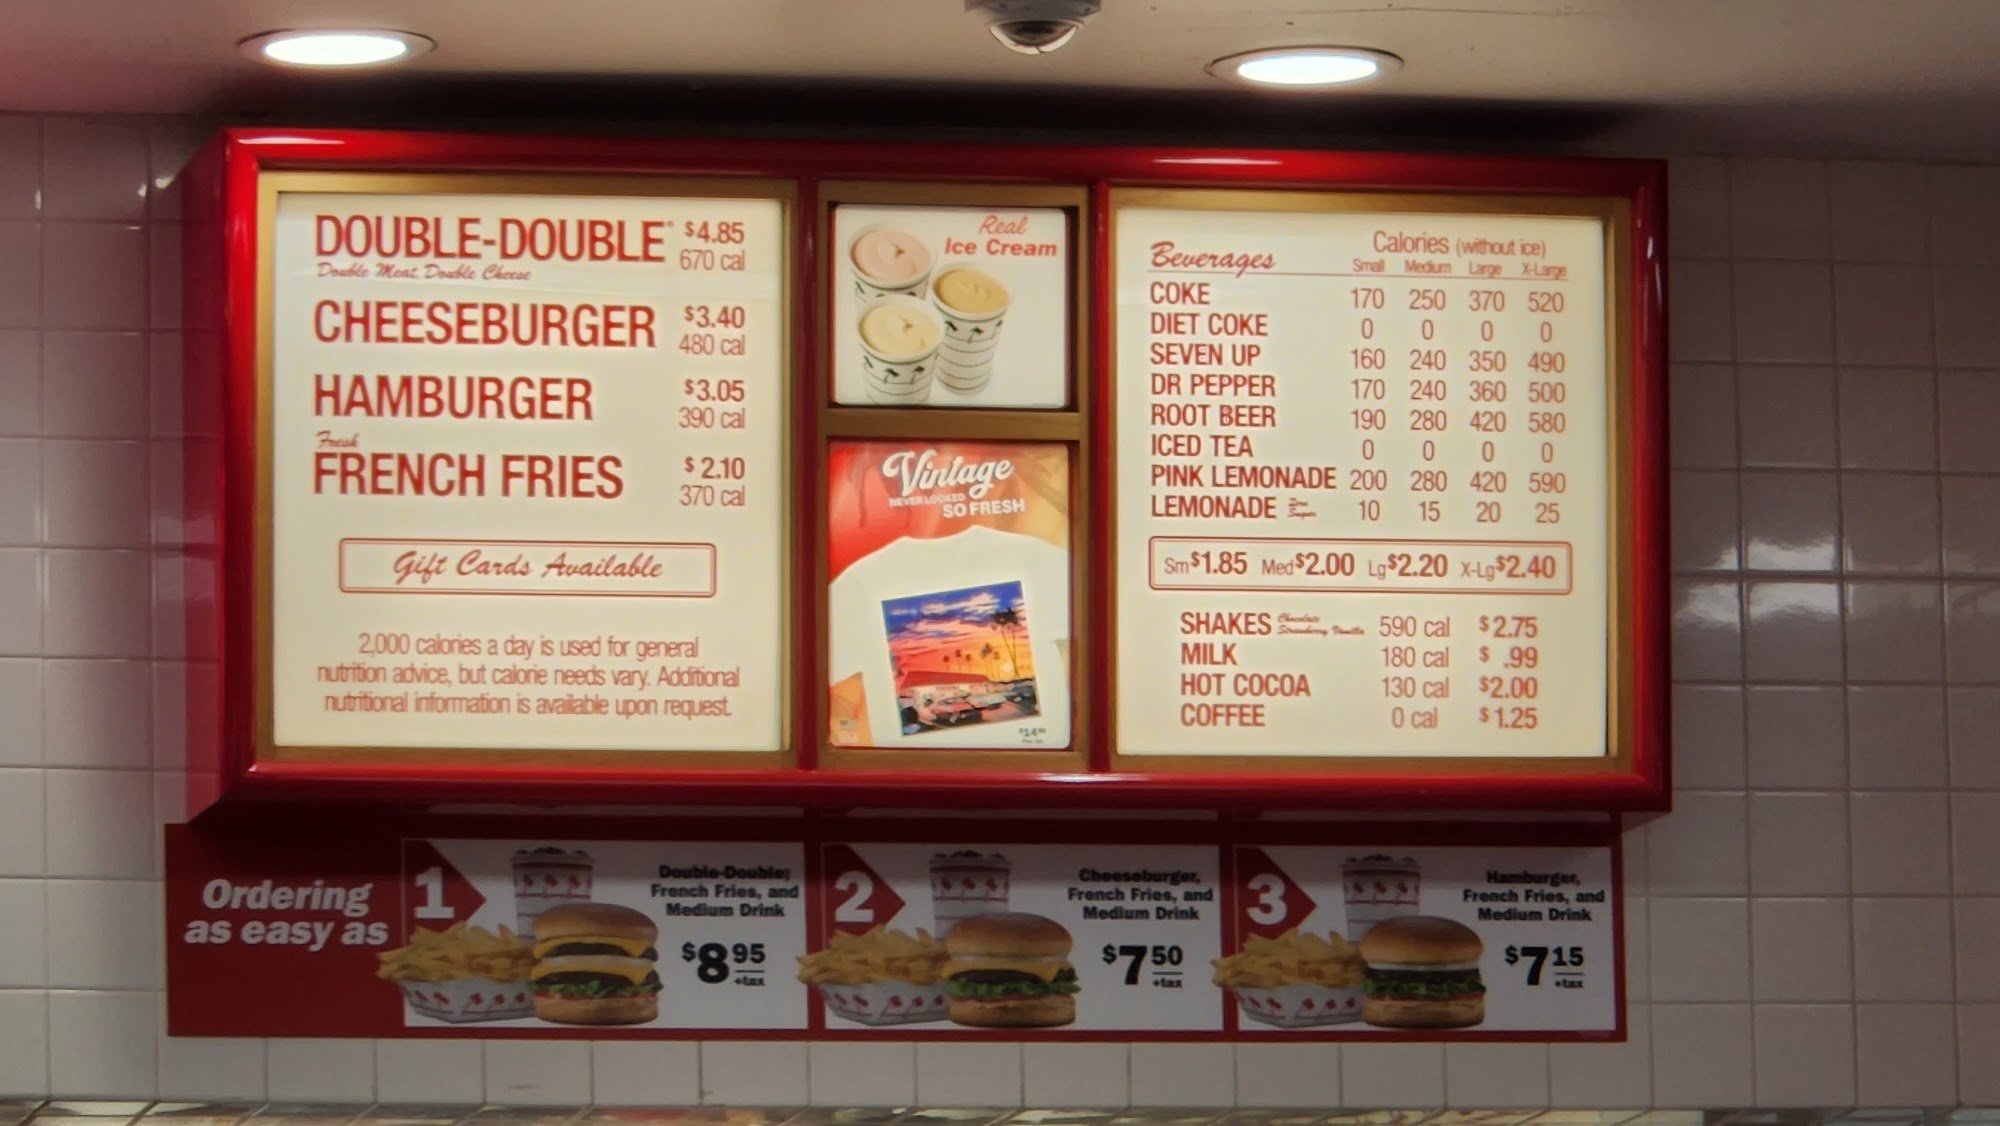 DOUBLE-DOUBLE® $4.85
Double Meat, Double Cheese 670 cal
CHEESEBURGER $3.40
480 cal
HAMBURGER $3.05
390 cal
Fresh
FRENCH FRIES $2.10
370 cal
Gift Cards Available
2,000 calories a day is used for general
nutrition advice, but calorie needs vary. Additional
nutritional information is available upon request.
Real
Ice Cream
Vintage
NEVER LOOKED
SO FRESH
Beverages Calories (without ice)
Small Medium Large X-Large
COKE 170 250 370 520
DIET COKE 0 0 0 0
SEVEN UP 160 240 350 490
DR PEPPER 170 240 360 500
ROOT BEER 190 280 420 580
ICED TEA 0 0 0 0
PINK LEMONADE 200 280 420 590
LEMONADE Zero Sugar 10 15 20 25
Sm $1.85 Med $2.00 Lg $2.20 X-Lg $2.40
SHAKES Chocolate Strawberry Vanilla 590 cal $2.75
MILK 180 cal $ .99
HOT COCOA 130 cal $2.00
COFFEE 0 cal $1.25
Ordering
as easy as
1
Double-Double,
French Fries, and
Medium Drink
$8.95
+tax
2
Cheeseburger,
French Fries, and
Medium Drink
$7.50
+tax
3
Hamburger,
French Fries, and
Medium Drink
$7.15
+tax